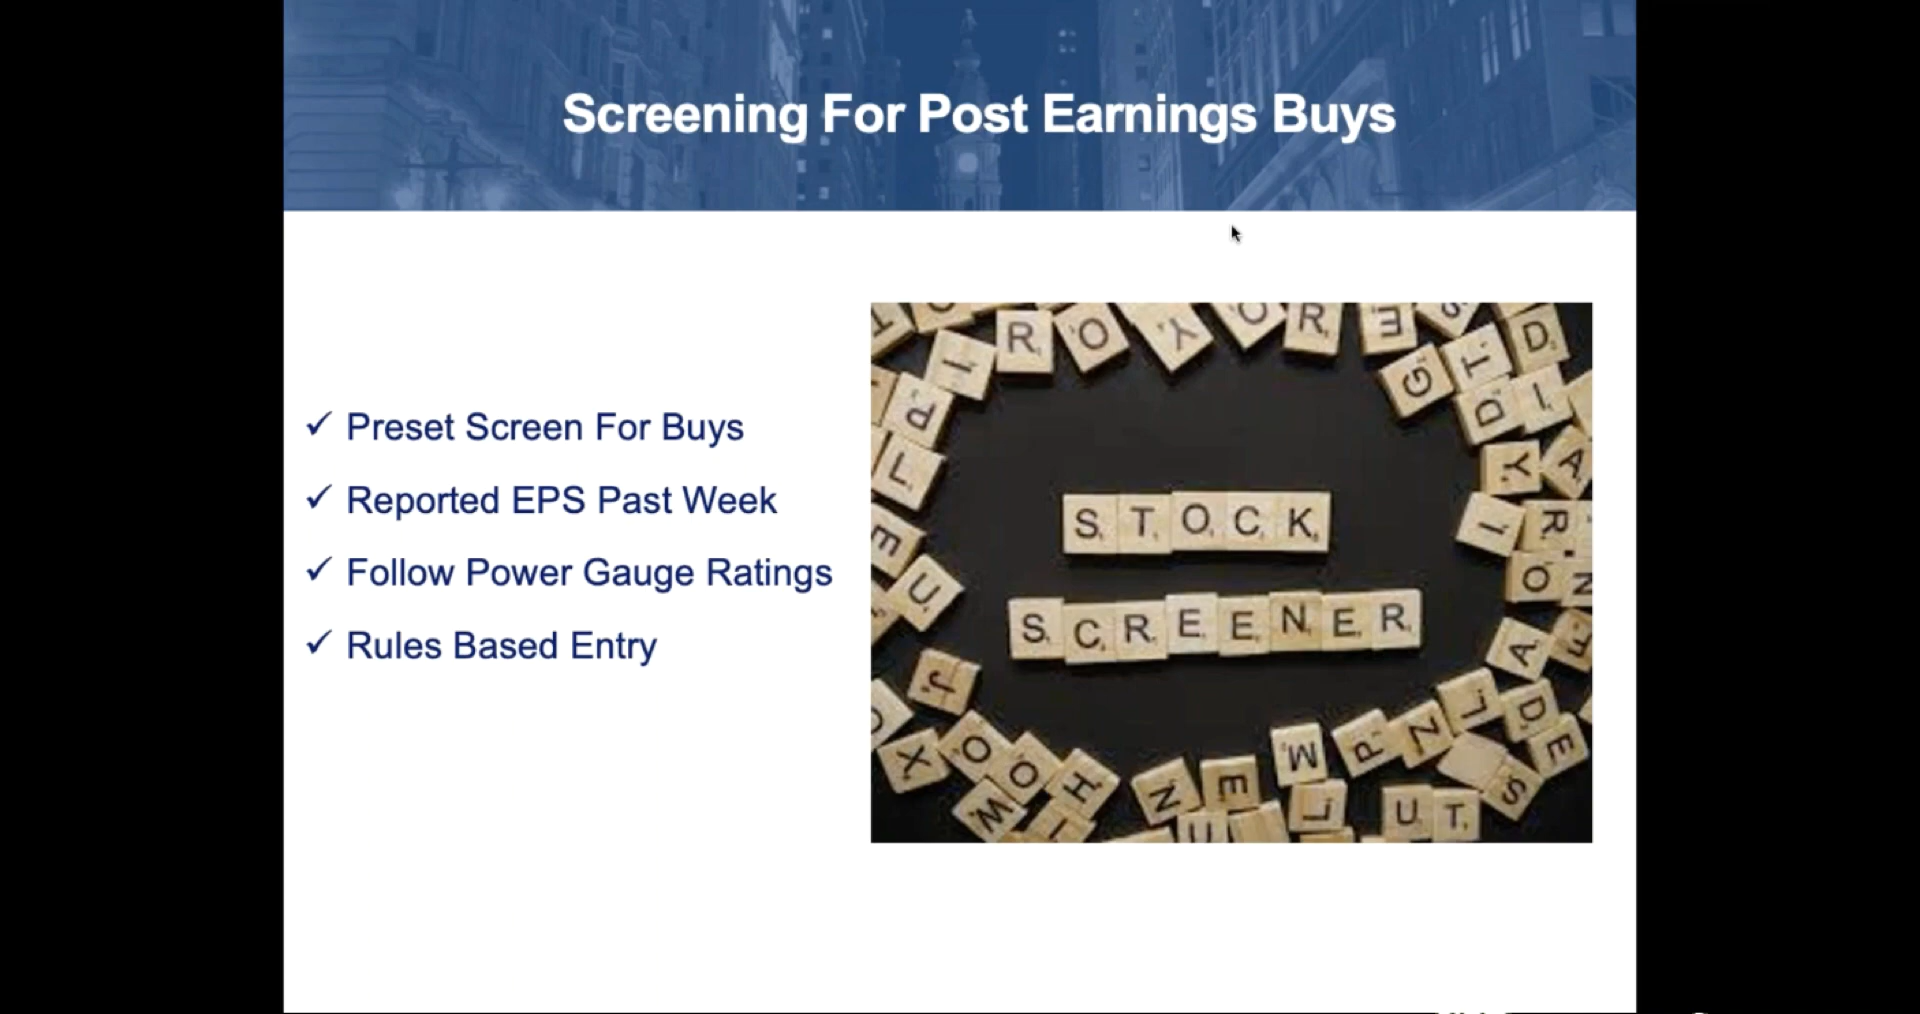 Screening For Post Earnings Buys
✓ Preset Screen For Buys
✓ Reported EPS Past Week
✓ Follow Power Gauge Ratings
✓ Rules Based Entry
STOCK
SCREENER